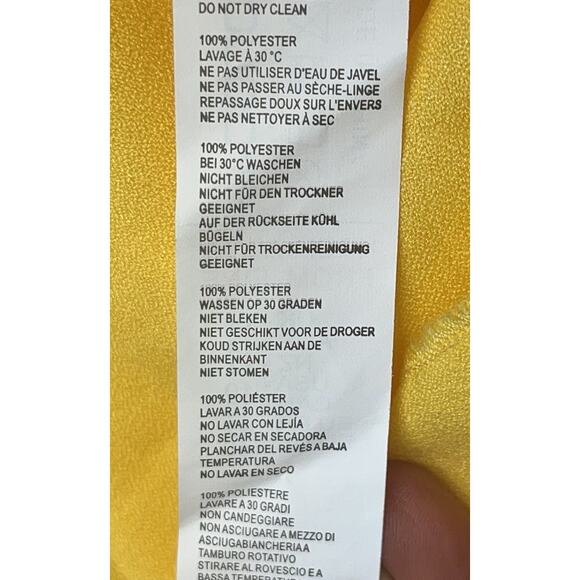 DO NOT DRY CLEAN
100% POLYESTER
LAVAGE À 30 °C
NE PAS UTILISER D'EAU DE JAVEL
NE PAS PASSER AU SÈCHE-LINGE
REPASSAGE DOUX SUR L'ENVERS
NE PAS NETTOYER À SEC
100% POLYESTER
BEI 30°C WASCHEN
NICHT BLEICHEN
NICHT FÜR DEN TROCKNER
GEEIGNET
AUF DER RÜCKSEITE KÜHL
BÜGELN
NICHT FÜR TROCKENREINIGUNG
GEEIGNET
100% POLYESTER
WASSEN OP 30 GRADEN
NIET BLEKEN
NIET GESCHIKT VOOR DE DROGER
KOUD STRIJKEN AAN DE
BINNENKANT
NIET STOMEN
100% POLIÉSTER
LAVAR A 30 GRADOS
NO LAVAR CON LEJÍA
NO SECAR EN SECADORA
PLANCHAR DEL REVÉS A BAJA
TEMPERATURA
NO LAVAR EN SECO
100% POLIESTERE
LAVARE A 30 GRADI
NON CANDEGGIARE
NON ASCIUGARE A MEZZO DI
ASCIUGABIANCHERIA A
TAMBURO ROTATIVO
STIRARE AL ROVESCIO E A
BASSA TEMPERATURA